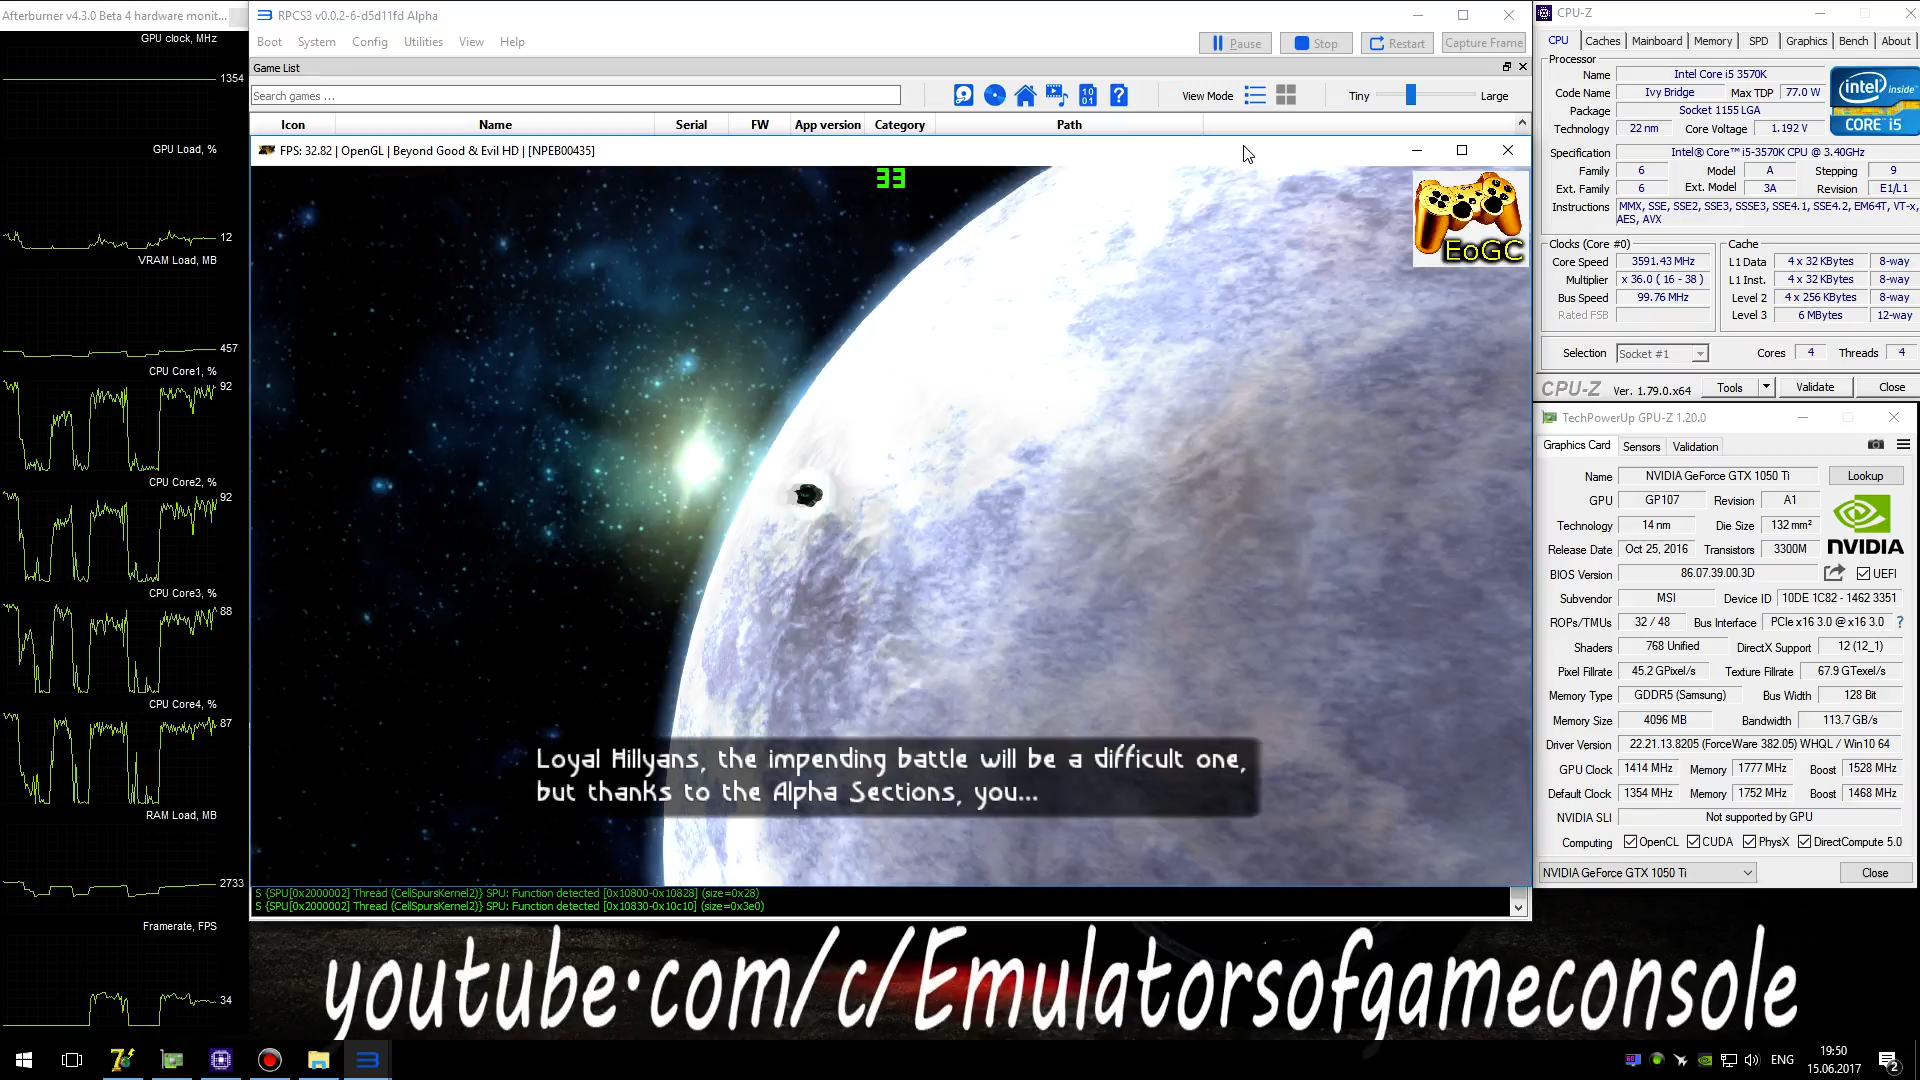 Afterburner v4.3.0 Beta 4 hardware monit...
GPU clock, MHz
1354
GPU Load, %
12
VRAM Load, MB
457
CPU Core1, %
92
CPU Core2, %
92
CPU Core3, %
88
CPU Core4, %
87
RAM Load, MB
2733
Framerate, FPS
34
RPCS3 v0.0.2-6-d5d11fd Alpha
Boot System Config Utilities View Help
Pause Stop Restart Capture Frame
Game List
Search games ...
View Mode Tiny Large
Icon Name Serial FW App version Category Path
FPS: 32.82 | OpenGL | Beyond Good & Evil HD | [NPEB00435]
33
EoGC
Loyal Hillyans, the impending battle will be a difficult one,
but thanks to the Alpha Sections, you...
S {SPU[0x2000002] Thread (CellSpursKernel2)} SPU: Function detected [0x10800-0x10828] (size=0x28)
S {SPU[0x2000002] Thread (CellSpursKernel2)} SPU: Function detected [0x10830-0x10c10] (size=0x3e0)
CPU-Z
CPU Caches Mainboard Memory SPD Graphics Bench About
Processor
Name Intel Core i5 3570K
Code Name Ivy Bridge Max TDP 77.0 W
Package Socket 1155 LGA
Technology 22 nm Core Voltage 1.192 V
intel inside
CORE i5
Specification Intel® Core™ i5-3570K CPU @ 3.40GHz
Family 6 Model A Stepping 9
Ext. Family 6 Ext. Model 3A Revision E1/L1
Instructions MMX, SSE, SSE2, SSE3, SSSE3, SSE4.1, SSE4.2, EM64T, VT-x,
AES, AVX
Clocks (Core #0) Cache
Core Speed 3591.43 MHz L1 Data 4 x 32 KBytes 8-way
Multiplier x 36.0 ( 16 - 38 ) L1 Inst. 4 x 32 KBytes 8-way
Bus Speed 99.76 MHz Level 2 4 x 256 KBytes 8-way
Rated FSB Level 3 6 MBytes 12-way
Selection Socket #1 Cores 4 Threads 4
CPU-Z Ver. 1.79.0.x64 Tools Validate Close
TechPowerUp GPU-Z 1.20.0
Graphics Card Sensors Validation
Name NVIDIA GeForce GTX 1050 Ti Lookup
GPU GP107 Revision A1
Technology 14 nm Die Size 132 mm²
Release Date Oct 25, 2016 Transistors 3300M
NVIDIA
BIOS Version 86.07.39.00.3D UEFI
Subvendor MSI Device ID 10DE 1C82 - 1462 3351
ROPs/TMUs 32 / 48 Bus Interface PCIe x16 3.0 @ x16 3.0 ?
Shaders 768 Unified DirectX Support 12 (12_1)
Pixel Fillrate 45.2 GPixel/s Texture Fillrate 67.9 GTexel/s
Memory Type GDDR5 (Samsung) Bus Width 128 Bit
Memory Size 4096 MB Bandwidth 113.7 GB/s
Driver Version 22.21.13.8205 (ForceWare 382.05) WHQL / Win10 64
GPU Clock 1414 MHz Memory 1777 MHz Boost 1528 MHz
Default Clock 1354 MHz Memory 1752 MHz Boost 1468 MHz
NVIDIA SLI Not supported by GPU
Computing OpenCL CUDA PhysX DirectCompute 5.0
NVIDIA GeForce GTX 1050 Ti Close
youtube.com/c/Emulatorsofgameconsole
ENG
19:50
15.06.2017
2